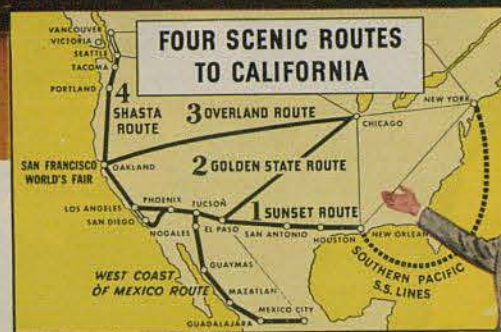 FOUR SCENIC ROUTES
TO CALIFORNIA
VANCOUVER
VICTORIA
SEATTLE
TACOMA
PORTLAND
4
SHASTA
ROUTE
3 OVERLAND ROUTE
NEW YORK
CHICAGO
2 GOLDEN STATE ROUTE
SAN FRANCISCO
WORLD'S FAIR
OAKLAND
LOS ANGELES
SAN DIEGO
PHOENIX
TUCSON
NOGALES
EL PASO
1 SUNSET ROUTE
SAN ANTONIO
HOUSTON
NEW ORLEAN
SOUTHERN PACIFIC
S.S. LINES
GUAYMAS
WEST COAST
OF MEXICO ROUTE
MAZATLAN
MEXICO CITY
GUADALAJARA